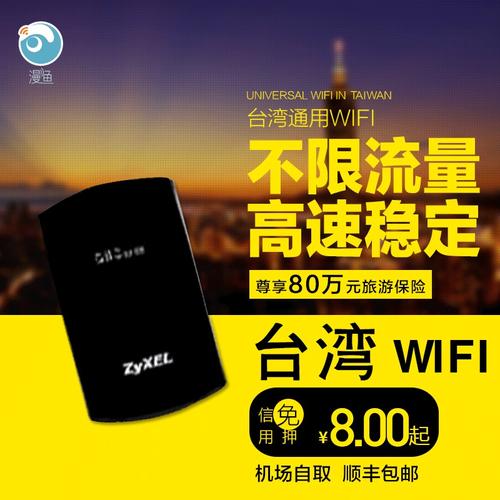 漫鱼
UNIVERSAL WIFI IN TAIWAN
台湾通用WIFI
不限流量
高速稳定
尊享80万元旅游保险
ZyXEL
台湾 WIFI
信用免押
¥8.00起
机场自取 顺丰包邮